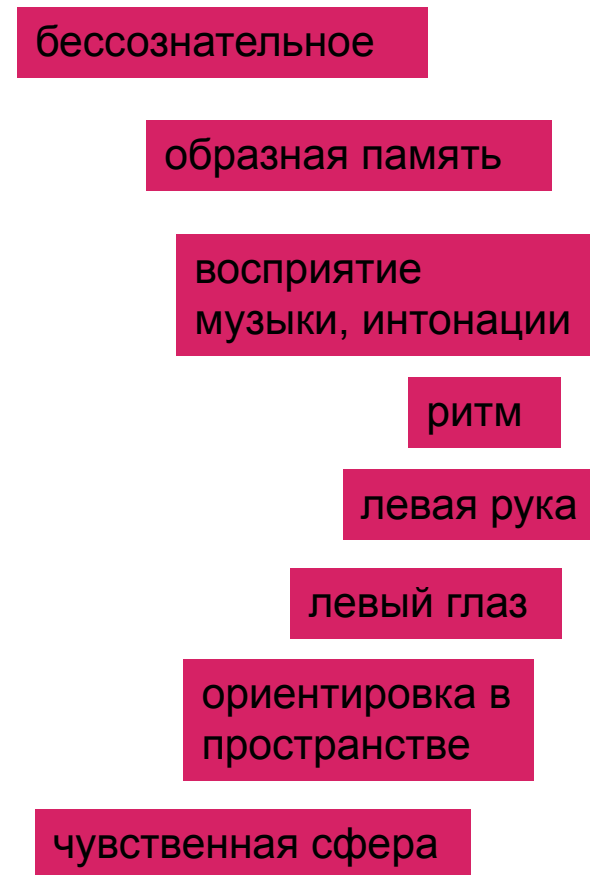 бессознательное
образная память
восприятие
музыки, интонации
ритм
левая рука
левый глаз
ориентировка в
пространстве
чувственная сфера